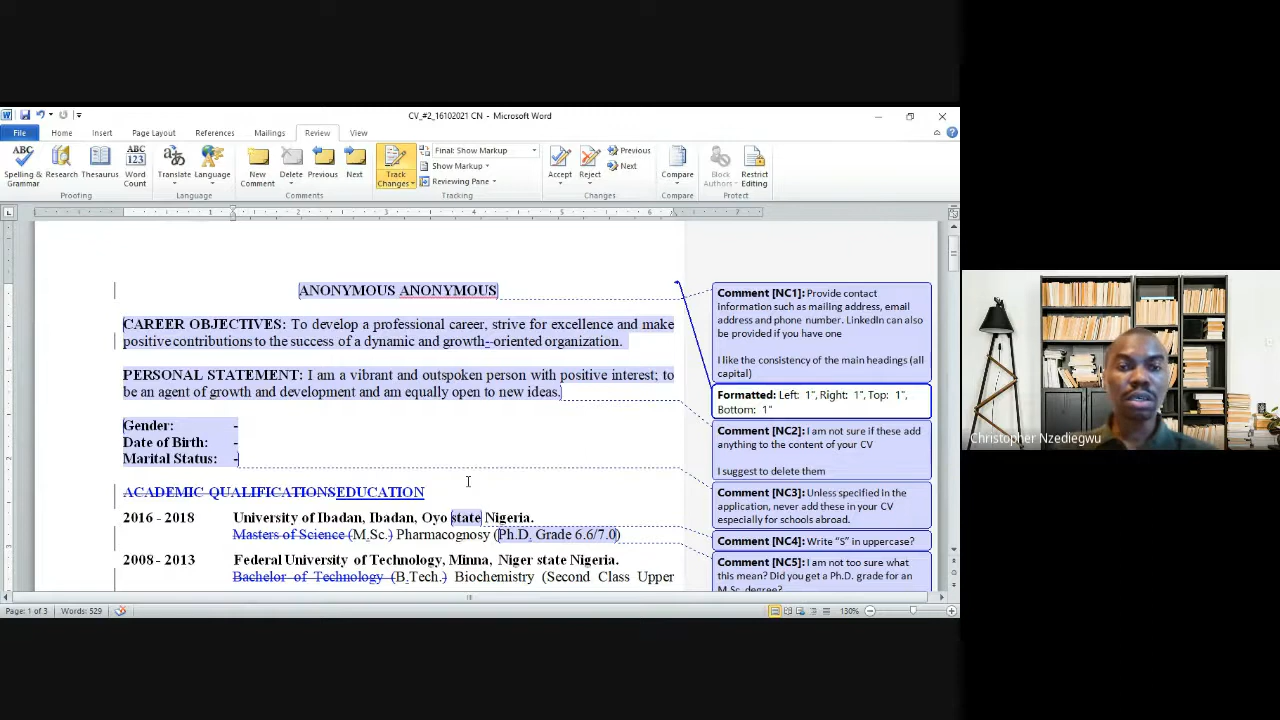 CV_#2_16102021 CN - Microsoft Word
File Home Insert Page Layout References Mailings Review View
ABC Spelling & Grammar
Research
Thesaurus
ABC 123 Word Count
Translate
Language
New Comment
Delete
Previous
Next
Track Changes
Final: Show Markup
Show Markup
Reviewing Pane
Accept
Reject
Previous
Next
Compare
Block Authors
Restrict Editing
Proofing Language Comments Tracking Changes Compare Protect
1 2 3 4 5 6 7
ANONYMOUS ANONYMOUS
CAREER OBJECTIVES: To develop a professional career, strive for excellence and make
positive contributions to the success of a dynamic and growth--oriented organization.
PERSONAL STATEMENT: I am a vibrant and outspoken person with positive interest; to
be an agent of growth and development and am equally open to new ideas.
Gender: -
Date of Birth: -
Marital Status: -
ACADEMIC QUALIFICATIONSEDUCATION
2016 - 2018 University of Ibadan, Ibadan, Oyo state Nigeria.
Masters of Science (M.Sc.) Pharmacognosy (Ph.D. Grade 6.6/7.0)
2008 - 2013 Federal University of Technology, Minna, Niger state Nigeria.
Bachelor of Technology (B.Tech.) Biochemistry (Second Class Upper
Comment [NC1]: Provide contact
information such as mailing address, email
address and phone number. LinkedIn can also
be provided if you have one
I like the consistency of the main headings (all
capital)
Formatted: Left: 1", Right: 1", Top: 1",
Bottom: 1"
Comment [NC2]: I am not sure if these add
anything to the content of your CV
I suggest to delete them
Comment [NC3]: Unless specified in the
application, never add these in your CV
especially for schools abroad.
Comment [NC4]: Write “S” in uppercase?
Comment [NC5]: I am not too sure what
this mean? Did you get a Ph.D. grade for an
M.Sc. degree?
Page: 1 of 3 Words: 529 130%
Christopher Nzediegwu